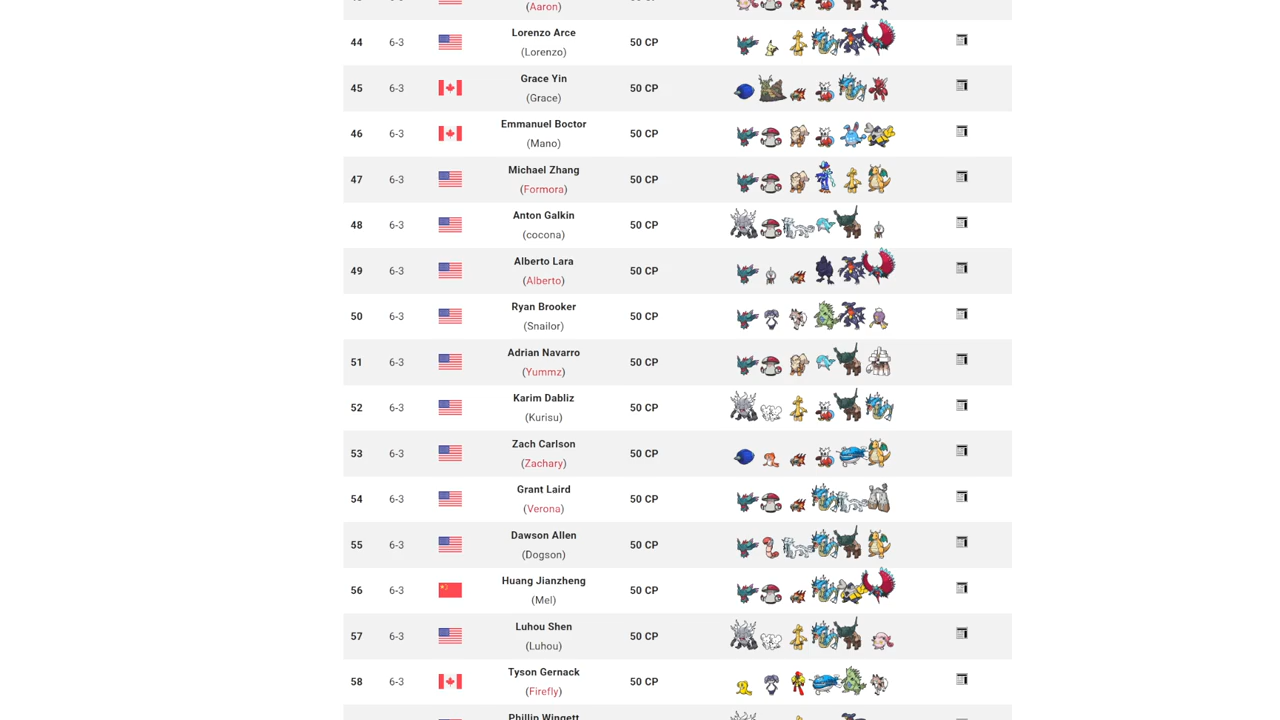 (Aaron)
44 6-3 Lorenzo Arce (Lorenzo) 50 CP
45 6-3 Grace Yin (Grace) 50 CP
46 6-3 Emmanuel Boctor (Mano) 50 CP
47 6-3 Michael Zhang (Formora) 50 CP
48 6-3 Anton Galkin (cocona) 50 CP
49 6-3 Alberto Lara (Alberto) 50 CP
50 6-3 Ryan Brooker (Snailor) 50 CP
51 6-3 Adrian Navarro (Yummz) 50 CP
52 6-3 Karim Dabliz (Kurisu) 50 CP
53 6-3 Zach Carlson (Zachary) 50 CP
54 6-3 Grant Laird (Verona) 50 CP
55 6-3 Dawson Allen (Dogson) 50 CP
56 6-3 Huang Jianzheng (Mel) 50 CP
57 6-3 Luhou Shen (Luhou) 50 CP
58 6-3 Tyson Gernack (Firefly) 50 CP
Phillip Wingett